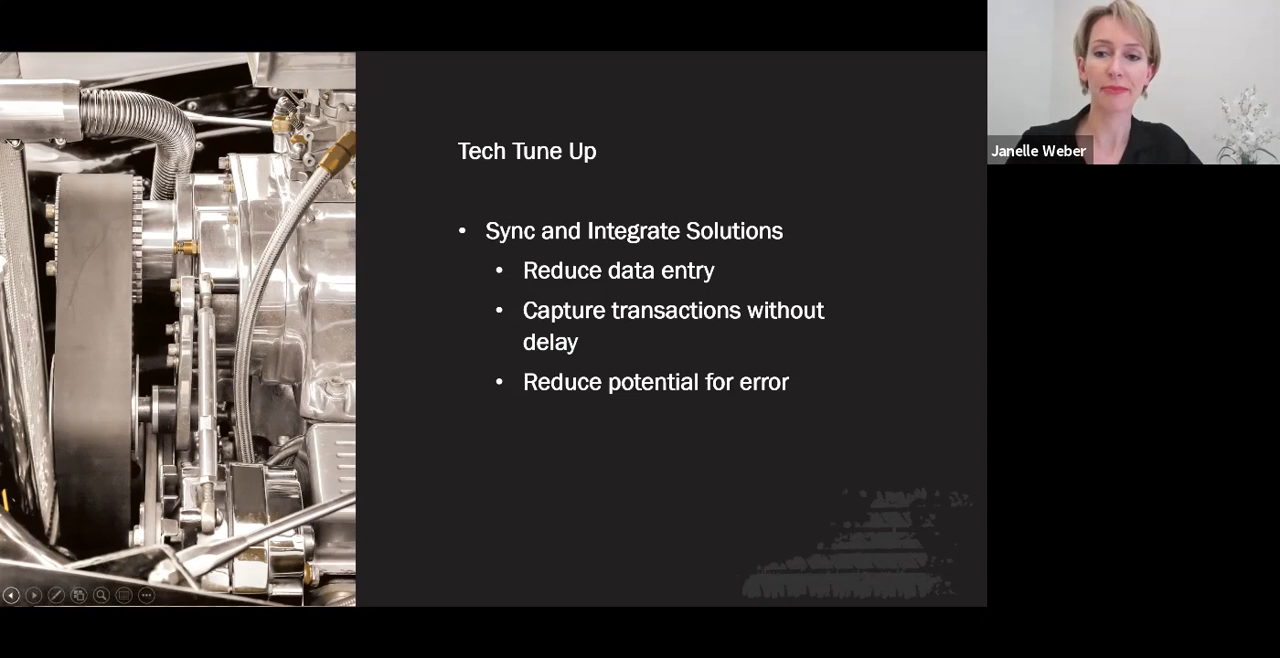 Tech Tune Up
• Sync and Integrate Solutions
• Reduce data entry
• Capture transactions without
delay
• Reduce potential for error
Janelle Weber